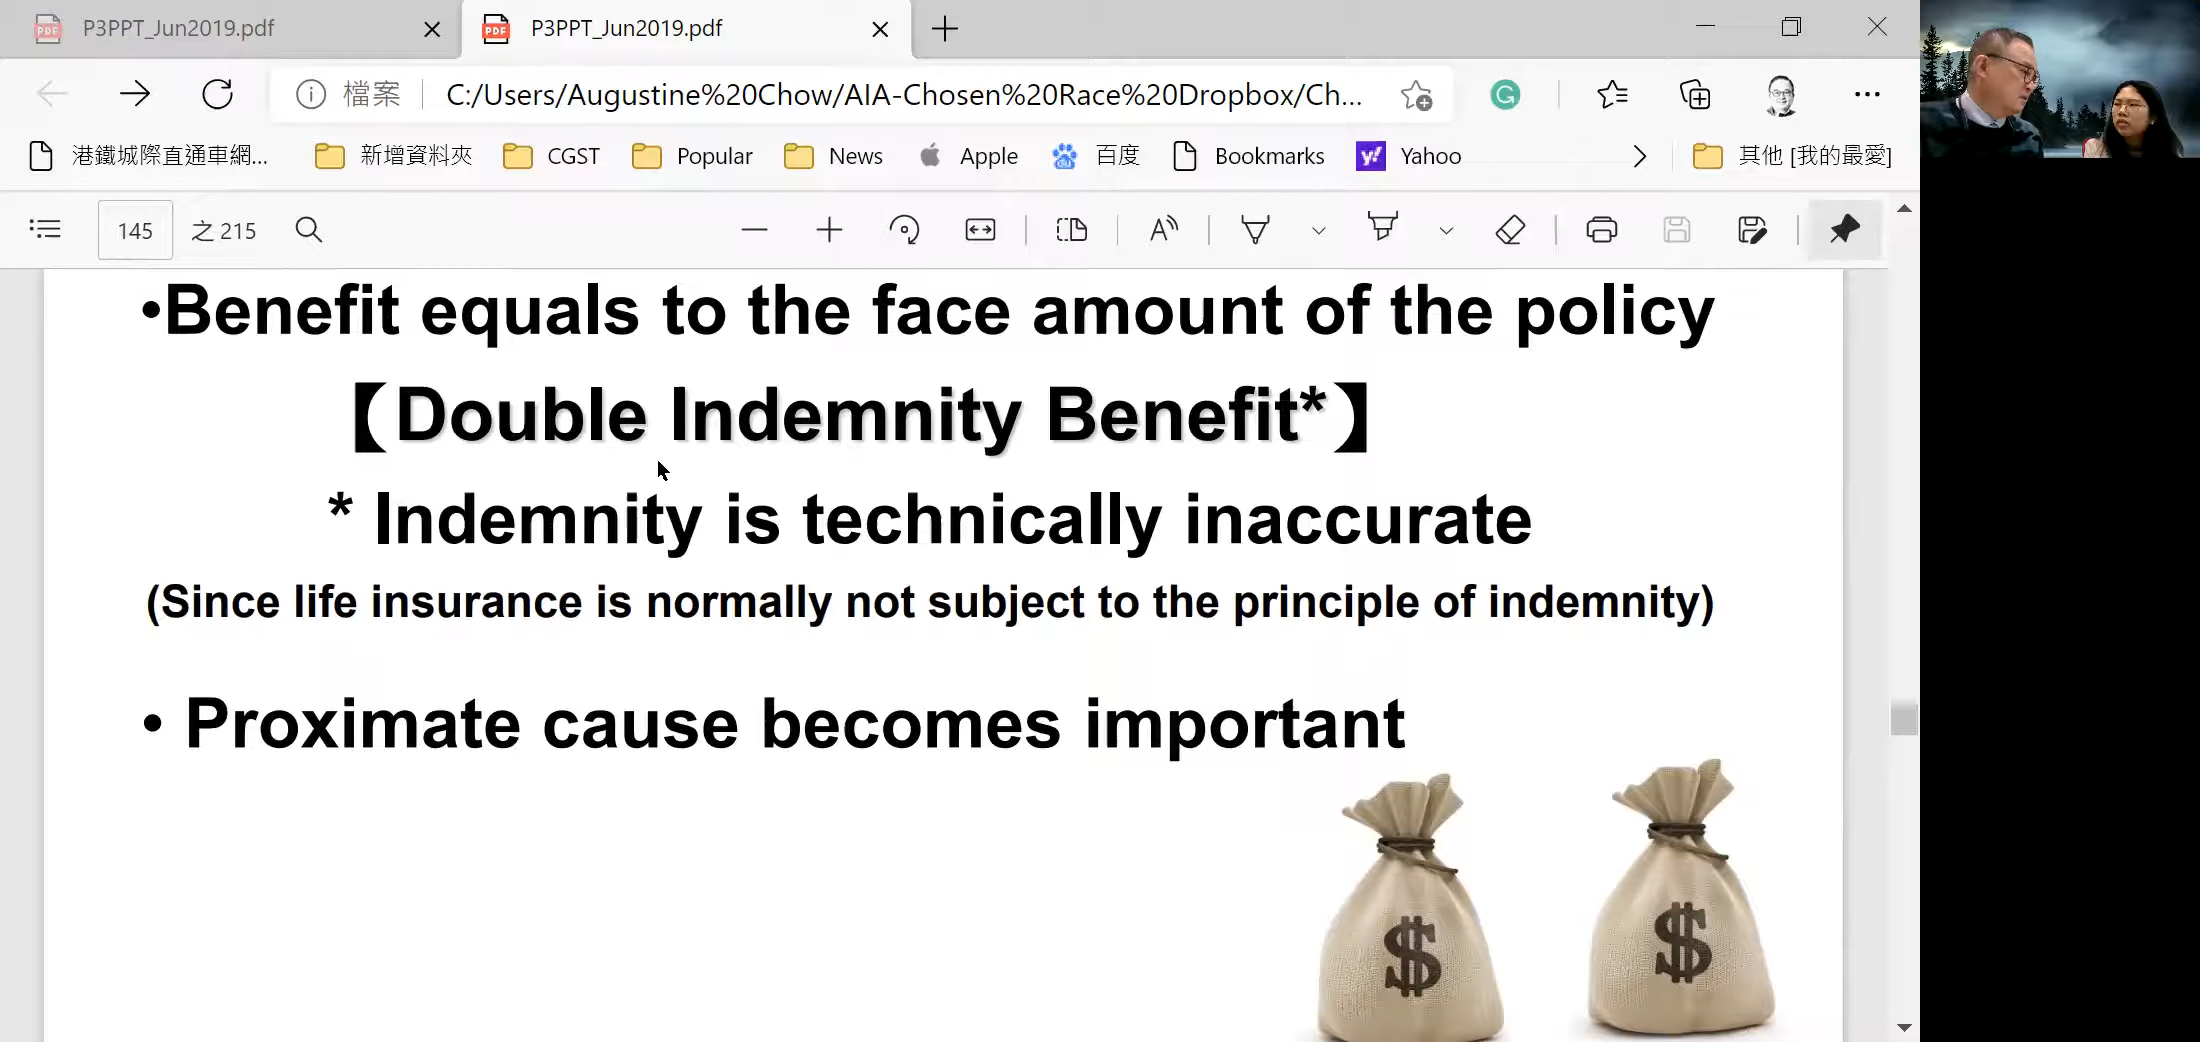 P3PPT_Jun2019.pdf
P3PPT_Jun2019.pdf
檔案 C:/Users/Augustine%20Chow/AIA-Chosen%20Race%20Dropbox/Ch...
港鐵城際直通車網... 新增資料夾 CGST Popular News Apple 百度 Bookmarks Yahoo 其他 [我的最愛]
145 之 215
•Benefit equals to the face amount of the policy
【Double Indemnity Benefit*】
* Indemnity is technically inaccurate
(Since life insurance is normally not subject to the principle of indemnity)
• Proximate cause becomes important
$ $